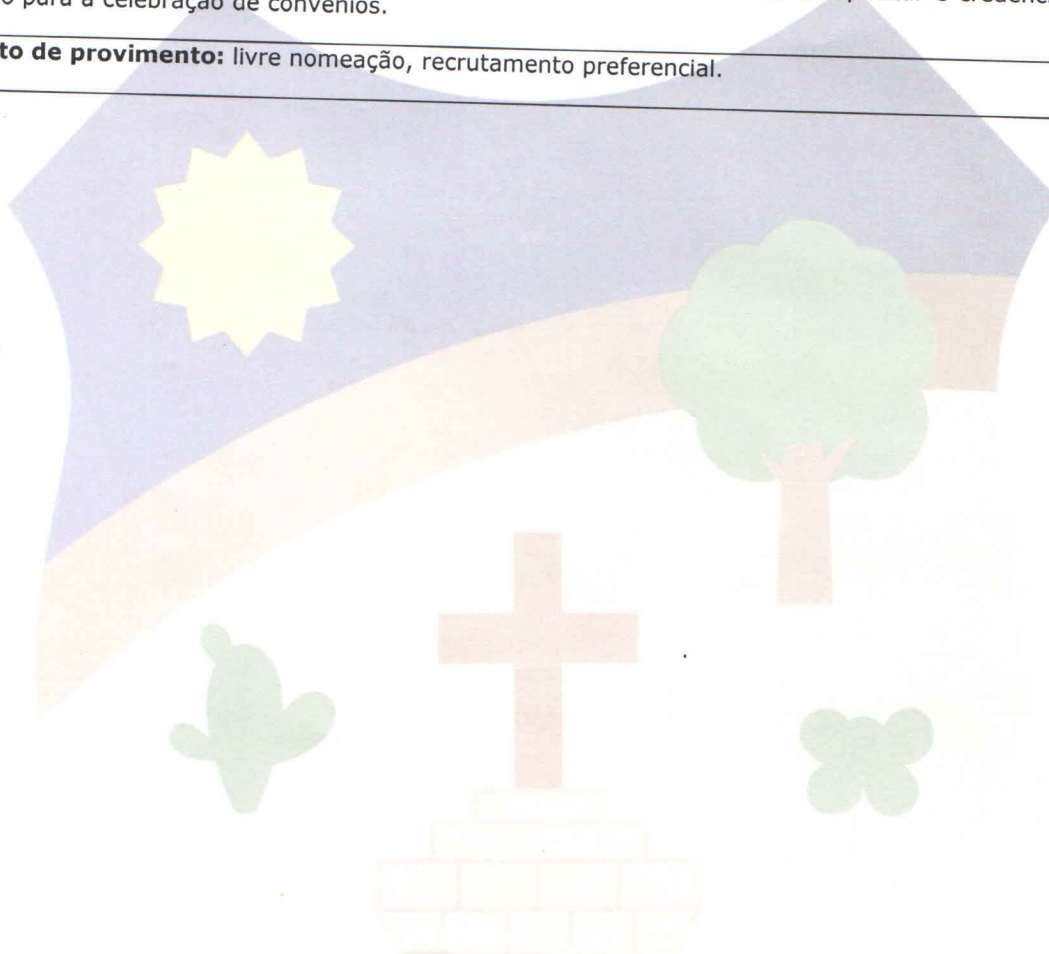 para a celebração de convênios.
to de provimento: livre nomeação, recrutamento preferencial.